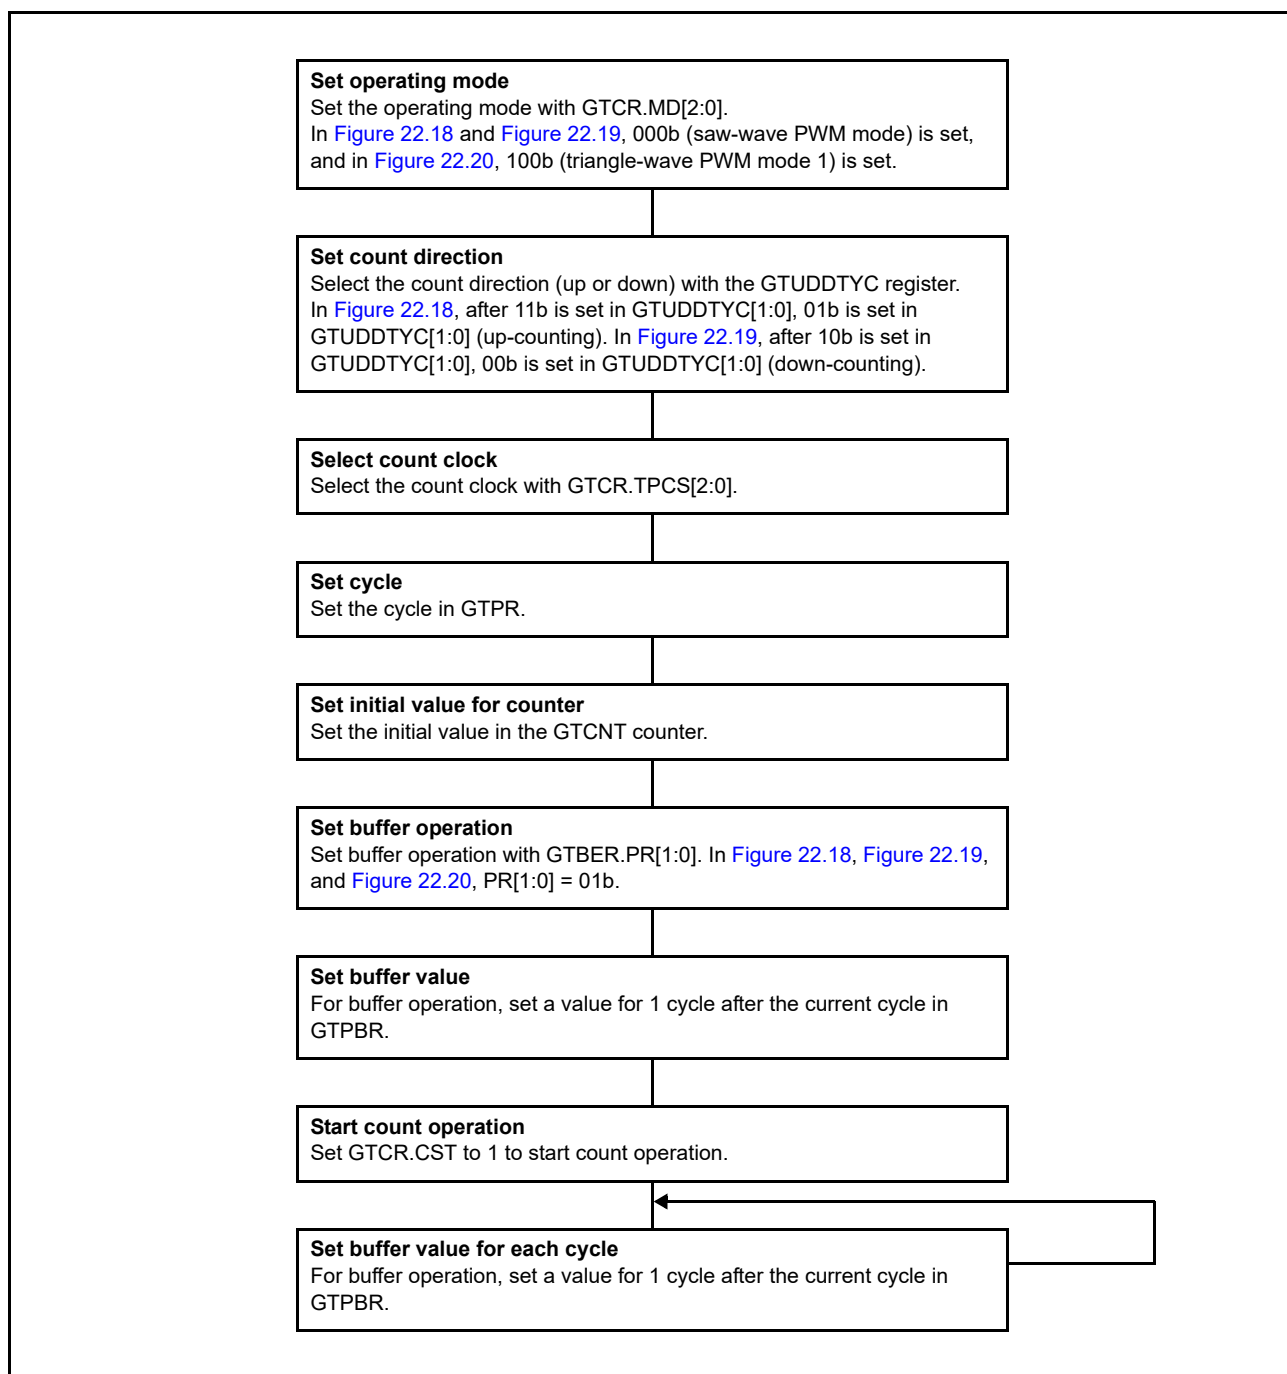 Set operating mode
Set the operating mode with GTCR.MD[2:0].
In Figure 22.18 and Figure 22.19, 000b (saw-wave PWM mode) is set,
and in Figure 22.20, 100b (triangle-wave PWM mode 1) is set.
Set count direction
Select the count direction (up or down) with the GTUDDTYC register.
In Figure 22.18, after 11b is set in GTUDDTYC[1:0], 01b is set in
GTUDDTYC[1:0] (up-counting). In Figure 22.19, after 10b is set in
GTUDDTYC[1:0], 00b is set in GTUDDTYC[1:0] (down-counting).
Select count clock
Select the count clock with GTCR.TPCS[2:0].
Set cycle
Set the cycle in GTPR.
Set initial value for counter
Set the initial value in the GTCNT counter.
Set buffer operation
Set buffer operation with GTBER.PR[1:0]. In Figure 22.18, Figure 22.19,
and Figure 22.20, PR[1:0] = 01b.
Set buffer value
For buffer operation, set a value for 1 cycle after the current cycle in
GTPBR.
Start count operation
Set GTCR.CST to 1 to start count operation.
Set buffer value for each cycle
For buffer operation, set a value for 1 cycle after the current cycle in
GTPBR.